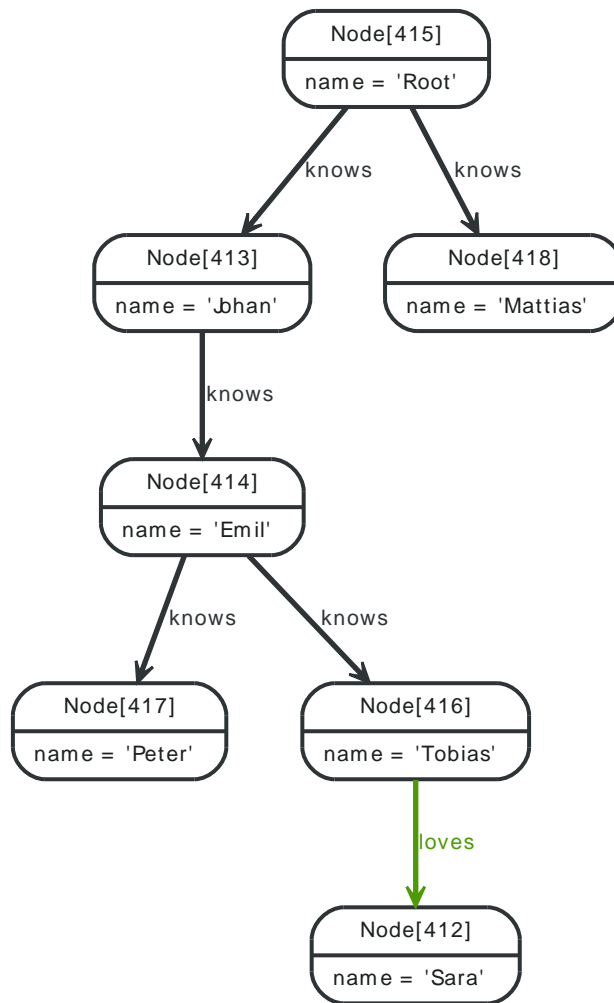 Node[415]
name = 'Root'
knows
knows
Node[413]
name = 'Johan'
Node[418]
name = 'Mattias'
knows
Node[414]
name = 'Emil'
knows
knows
Node[417]
name = 'Peter'
Node[416]
name = 'Tobias'
loves
Node[412]
name = 'Sara'